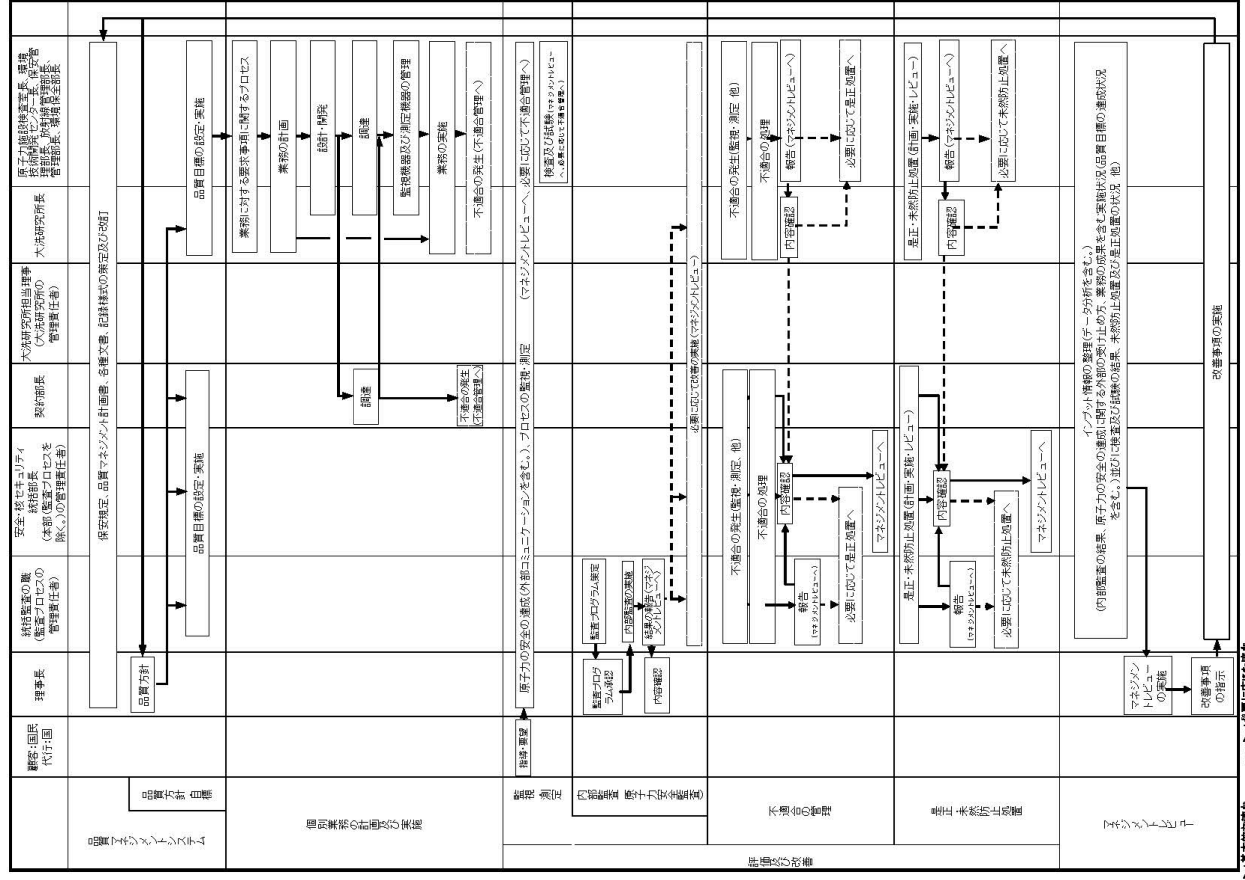 顧客:国民
代行:国
理事長
統括監査の職
(監査プロセスの
管理責任者)
安全・核セキュリティ
統括部長
(本部(監査プロセスを
除く。)の管理責任者)
契約部長
大洗研究所担当理事
(大洗研究所の
管理責任者)
大洗研究所長
原子力施設検査室長、環境
技術開発センター長、保安管
理部長、放射線管理部長、
管理部長、環境保全部長
品質マネジメントシステム
品質方針・目標
保安規定、品質マネジメント計画書、各種文書、記録様式の策定及び改訂
品質方針
品質目標の設定・実施
品質目標の設定・実施
個別業務の計画及び実施
業務に対する要求事項に関するプロセス
業務の計画
設計・開発
調達
調達
監視機器及び測定機器の管理
業務の実施
不適合の発生
(不適合管理へ)
不適合の発生(不適合管理へ)
評価及び改善
監視・測定
指導・要望
原子力の安全の達成(外部コミュニケーションを含む。)、プロセスの監視・測定 (マネジメントレビューへ、必要に応じて不適合管理へ)
検査及び試験(マネジメントレビュー
へ、必要に応じて不適合管理へ)
内部監査(原子力安全監査)
監査プログラム策定
監査プログ
ラム承認
内部監査の実施
結果の報告(マネジ
メントレビューへ)
内容確認
必要に応じて改善の実施(マネジメントレビュー)
不適合の管理
不適合の発生(監視・測定、他)
不適合の処理
報告
(マネジメントレビューへ)
内容確認
必要に応じて是正処置へ
マネジメントレビューへ
不適合の発生(監視・測定 他)
不適合の処理
報告(マネジメントレビューへ)
内容確認
必要に応じて是正処置へ
是正・未然防止処置
是正・未然防止処置(計画・実施・レビュー)
報告
(マネジメントレビューへ)
内容確認
必要に応じて未然防止処置へ
マネジメントレビューへ
是正・未然防止処置(計画・実施・レビュー)
報告(マネジメントレビューへ)
内容確認
必要に応じて未然防止処置へ
マネジメントレビュー
インプット情報の整理(データ分析を含む。)
(内部監査の結果、原子力の安全の達成に関する外部の受け止め方、業務の成果を含む実施状況(品質目標の達成状況
を含む。)並びに検査及び試験の結果、未然防止処置及び是正処置の状況 他)
マネジメン
トレビュー
の実施
改善事項
の指示
改善事項の実施